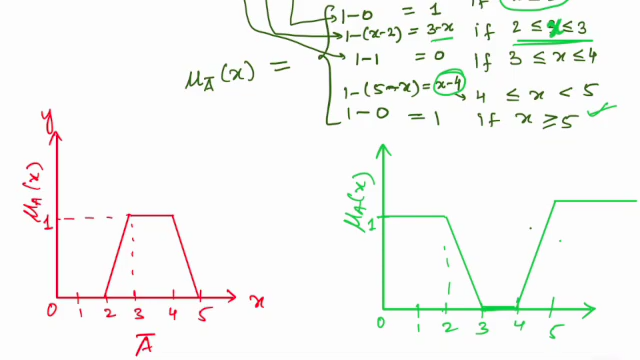 1-0 = 1 if
1-(x-2) = 3-x if 2 ≤ x ≤ 3
1-1 = 0 if 3 ≤ x ≤ 4
μĀ(x) =
1-(5-x) = x-4 4 ≤ x < 5
1-0 = 1 if x ≥ 5
y
μA(x)
1
0 1 2 3 4 5 x
Ā
μA(x)
1
0 1 2 3 4 5